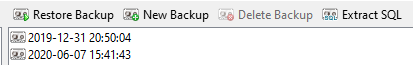 Restore Backup New Backup Delete Backup Extract SQL
2019-12-31 20:50:04
2020-06-07 15:41:43